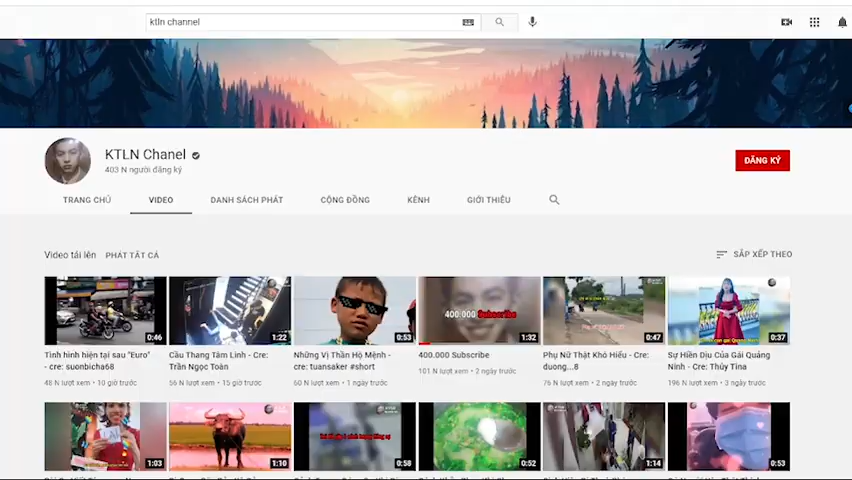 ktln channel
KTLN Chanel
403 N người đăng ký
ĐĂNG KÝ
TRANG CHỦ VIDEO DANH SÁCH PHÁT CỘNG ĐỒNG KÊNH GIỚI THIỆU
Video tải lên PHÁT TẤT CẢ SẮP XẾP THEO
400.000 Subscribe
0:46 1:22 0:53 1:32 0:47 0:37
Tình hình hiện tại sau "Euro" - cre: suonbicha68
48 N lượt xem • 10 giờ trước
Cầu Thang Tâm Linh - Cre: Trần Ngọc Toàn
56 N lượt xem • 15 giờ trước
Những Vị Thần Hộ Mệnh - cre: tuansaker #short
60 N lượt xem • 1 ngày trước
400.000 Subscribe
101 N lượt xem • 2 ngày trước
Phụ Nữ Thật Khó Hiểu - Cre: duong...8
76 N lượt xem • 2 ngày trước
Sự Hiền Dịu Của Gái Quảng Ninh - Cre: Thủy Tina
196 N lượt xem • 3 ngày trước
1:03 1:10 0:58 0:52 1:14 0:53